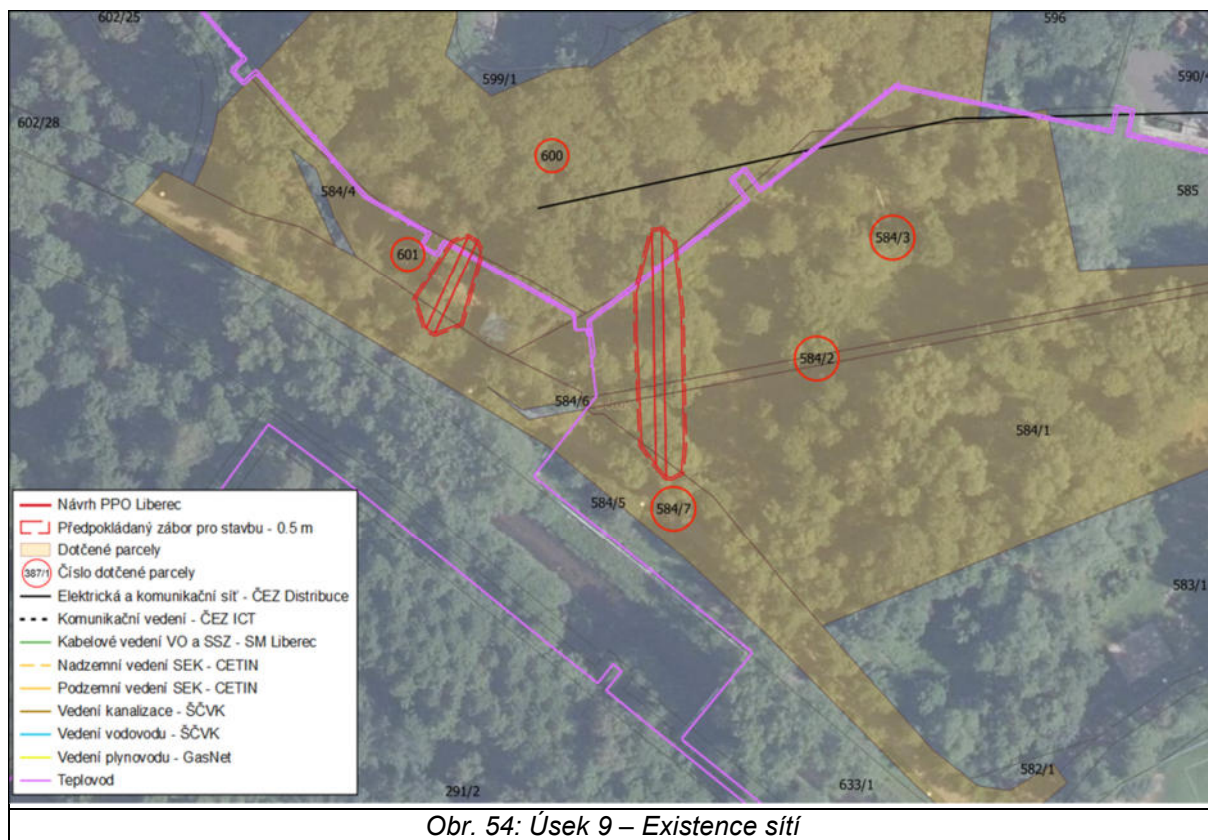 602/25
596
599/1
590/4
602/28
600
584/4
585
584/3
601
584/2
584/6
584/1
584/5
584/7
583/1
582/1
633/1
291/2
Návrh PPO Liberec
Předpokládaný zábor pro stavbu - 0.5 m
Dotčené parcely
387/1 Číslo dotčené parcely
Elektrická a komunikační síť - ČEZ Distribuce
Komunikační vedení - ČEZ ICT
Kabelové vedení VO a SSZ - SM Liberec
Nadzemní vedení SEK - CETIN
Podzemní vedení SEK - CETIN
Vedení kanalizace - ŠČVK
Vedení vodovodu - ŠČVK
Vedení plynovodu - GasNet
Teplovod
Obr. 54: Úsek 9 – Existence sítí